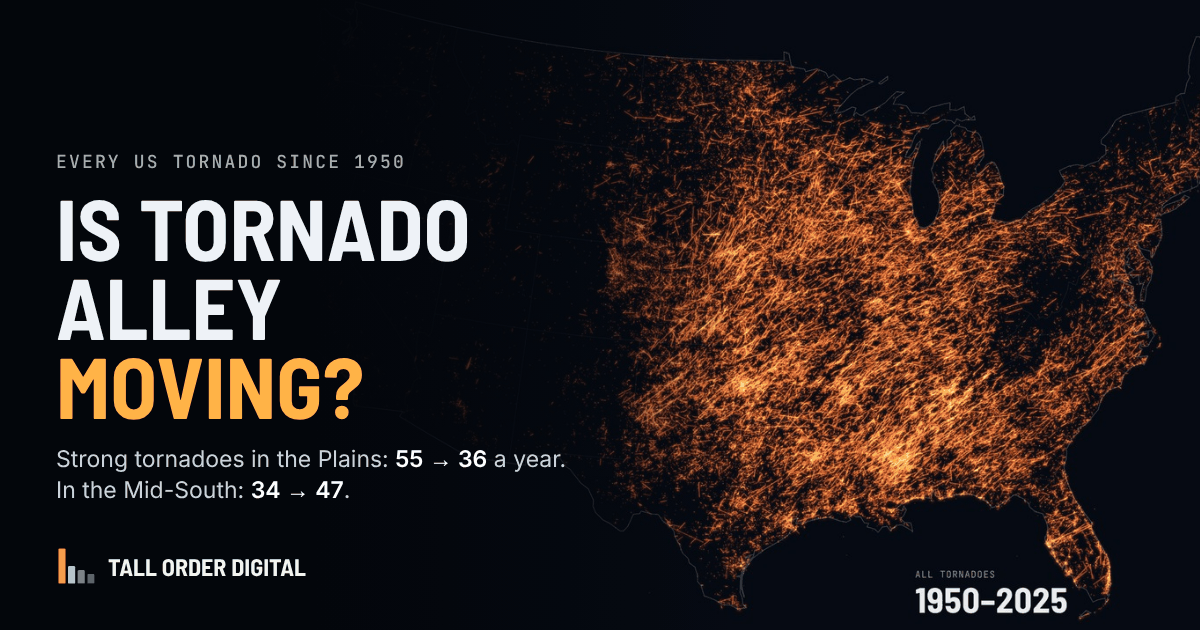 EVERY US TORNADO SINCE 1950
IS TORNADO
ALLEY
MOVING?
Strong tornadoes in the Plains: 55 → 36 a year.
In the Mid-South: 34 → 47.
TALL ORDER DIGITAL
ALL TORNADOES
1950–2025